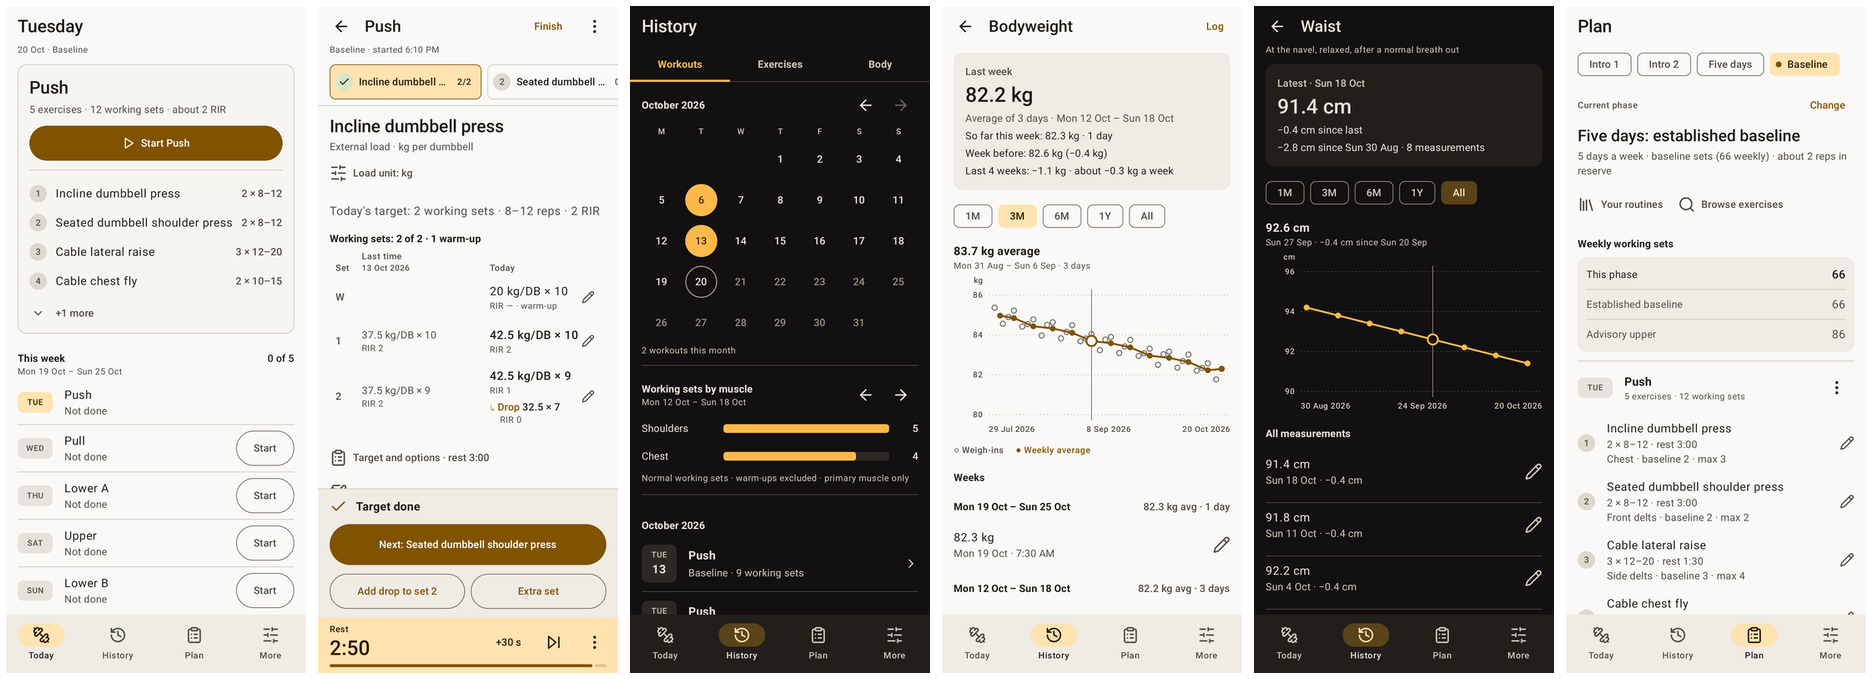 Tuesday
20 Oct · Baseline
Push
5 exercises · 12 working sets · about 2 RIR
Start Push
1 Incline dumbbell press 2 × 8–12
2 Seated dumbbell shoulder press 2 × 8–12
3 Cable lateral raise 3 × 12–20
4 Cable chest fly 2 × 10–15
+1 more
This week 0 of 5
Mon 19 Oct – Sun 25 Oct
TUE Push
Not done
WED Pull
Not done
Start
THU Lower A
Not done
Start
SAT Upper
Not done
Start
SUN Lower B
Not done
Start
Today History Plan More
Push Finish
Baseline · started 6:10 PM
Incline dumbbell ... 2/2
2 Seated dumbbell ...
Incline dumbbell press
External load · kg per dumbbell
Load unit: kg
Today's target: 2 working sets · 8–12 reps · 2 RIR
Working sets: 2 of 2 · 1 warm-up
Set Last time
13 Oct 2026 Today
W 20 kg/DB × 10
RIR — · warm-up
1 37.5 kg/DB × 10 42.5 kg/DB × 10
RIR 2 RIR 2
2 37.5 kg/DB × 9 42.5 kg/DB × 9
RIR 2 RIR 1
Drop 32.5 × 7
RIR 0
Target and options · rest 3:00
Target done
Next: Seated dumbbell shoulder press
Add drop to set 2 Extra set
Rest
2:50 +30 s
History
Workouts Exercises Body
October 2026
M T W T F S S
1 2 3 4
5 6 7 8 9 10 11
12 13 14 15 16 17 18
19 20 21 22 23 24 25
26 27 28 29 30 31
2 workouts this month
Working sets by muscle
Mon 12 Oct – Sun 18 Oct
Shoulders 5
Chest 4
Normal working sets · warm-ups excluded · primary muscle only
October 2026
TUE 13 Push
Baseline · 9 working sets
TUE Push
Today History Plan More
Bodyweight Log
Last week
82.2 kg
Average of 3 days · Mon 12 Oct – Sun 18 Oct
So far this week: 82.3 kg · 1 day
Week before: 82.6 kg (−0.4 kg)
Last 4 weeks: −1.1 kg · about −0.3 kg a week
1M 3M 6M 1Y All
83.7 kg average
Mon 31 Aug – Sun 6 Sep · 3 days
kg
86
84
82
80
29 Jul 2026 8 Sep 2026 20 Oct 2026
Weigh-ins Weekly average
Weeks
Mon 19 Oct – Sun 25 Oct 82.3 kg avg · 1 day
82.3 kg
Mon 19 Oct · 7:30 AM
Mon 12 Oct – Sun 18 Oct 82.2 kg avg · 3 days
Today History Plan More
Waist
At the navel, relaxed, after a normal breath out
Latest · Sun 18 Oct
91.4 cm
−0.4 cm since last
−2.8 cm since Sun 30 Aug · 8 measurements
1M 3M 6M 1Y All
92.6 cm
Sun 27 Sep · −0.4 cm since Sun 20 Sep
cm
96
94
92
90
30 Aug 2026 24 Sep 2026 20 Oct 2026
All measurements
91.4 cm
Sun 18 Oct · −0.4 cm
91.8 cm
Sun 11 Oct · −0.4 cm
92.2 cm
Sun 4 Oct · −0.4 cm
Today History Plan More
Plan
Intro 1 Intro 2 Five days Baseline
Current phase Change
Five days: established baseline
5 days a week · baseline sets (66 weekly) · about 2 reps in
reserve
Your routines Browse exercises
Weekly working sets
This phase 66
Established baseline 66
Advisory upper 86
TUE Push
5 exercises · 12 working sets
1 Incline dumbbell press
2 × 8–12 · rest 3:00
Chest · baseline 2 · max 3
2 Seated dumbbell shoulder press
2 × 8–12 · rest 3:00
Front delts · baseline 2 · max 2
3 Cable lateral raise
3 × 12–20 · rest 1:30
Side delts · baseline 3 · max 4
Cable chest fly
Today History Plan More